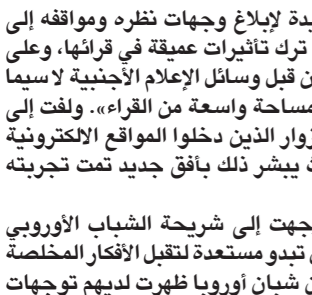 يدة لإبلاغ وجهات نظره ومواقفه إلى
ترك تأثيرات عميقة في قرائها، وعلى
ن قبل وسائل الإعلام الأجنبية لا سيما
مساحة واسعة من القراء». ولفت إلى
زوار الذين دخلوا المواقع الالكترونية
ث يبشر ذلك بأفق جديد تمت تجربته
جهت إلى شريحة الشباب الأوروبي
ي تبدو مستعدة لتقبل الأفكار المخلصة
ن شبان أوروبا ظهرت لديهم توجهات